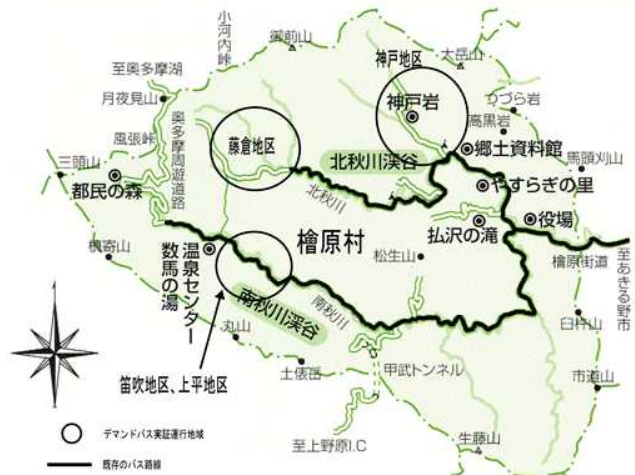 小河内峠
御前山
至奥多摩湖
月夜見山
奥多摩周遊道路
風張峠
三頭山
都民の森
藤倉地区
神戸地区
神戸岩
大岳山
つづら岩
高黒岩
郷土資料館
馬頭刈山
北秋川渓谷
北秋川
やすらぎの里
役場
払沢の滝
檜原村
松生山
檜原街道
至あきる野市
槙寄山
温泉センター
数馬の湯
南秋川渓谷
南秋川
丸山
笛吹地区、上平地区
土俵岳
甲武トンネル
至上野原I.C
臼杵山
市道山
生藤山
デマンドバス実証運行地域
既存のバス路線